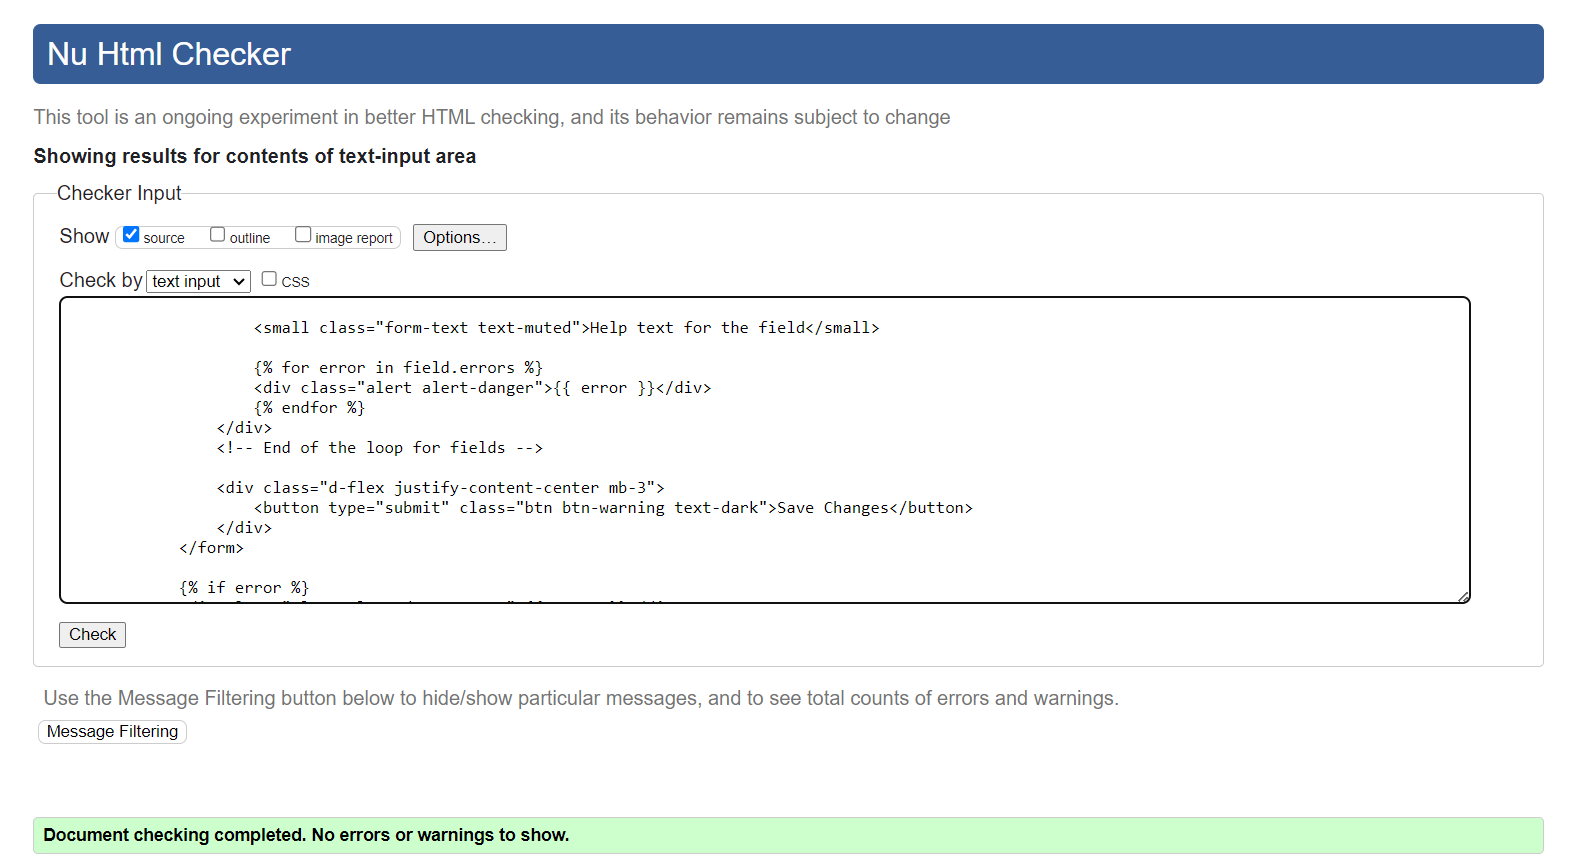 Nu Html Checker
This tool is an ongoing experiment in better HTML checking, and its behavior remains subject to change
Showing results for contents of text-input area
Checker Input
Show source outline image report Options...
Check by text input CSS
<small class="form-text text-muted">Help text for the field</small>
{% for error in field.errors %}
<div class="alert alert-danger">{{ error }}</div>
{% endfor %}
</div>
<!-- End of the loop for fields -->
<div class="d-flex justify-content-center mb-3">
<button type="submit" class="btn btn-warning text-dark">Save Changes</button>
</div>
</form>
{% if error %}
Check
Use the Message Filtering button below to hide/show particular messages, and to see total counts of errors and warnings.
Message Filtering
Document checking completed. No errors or warnings to show.